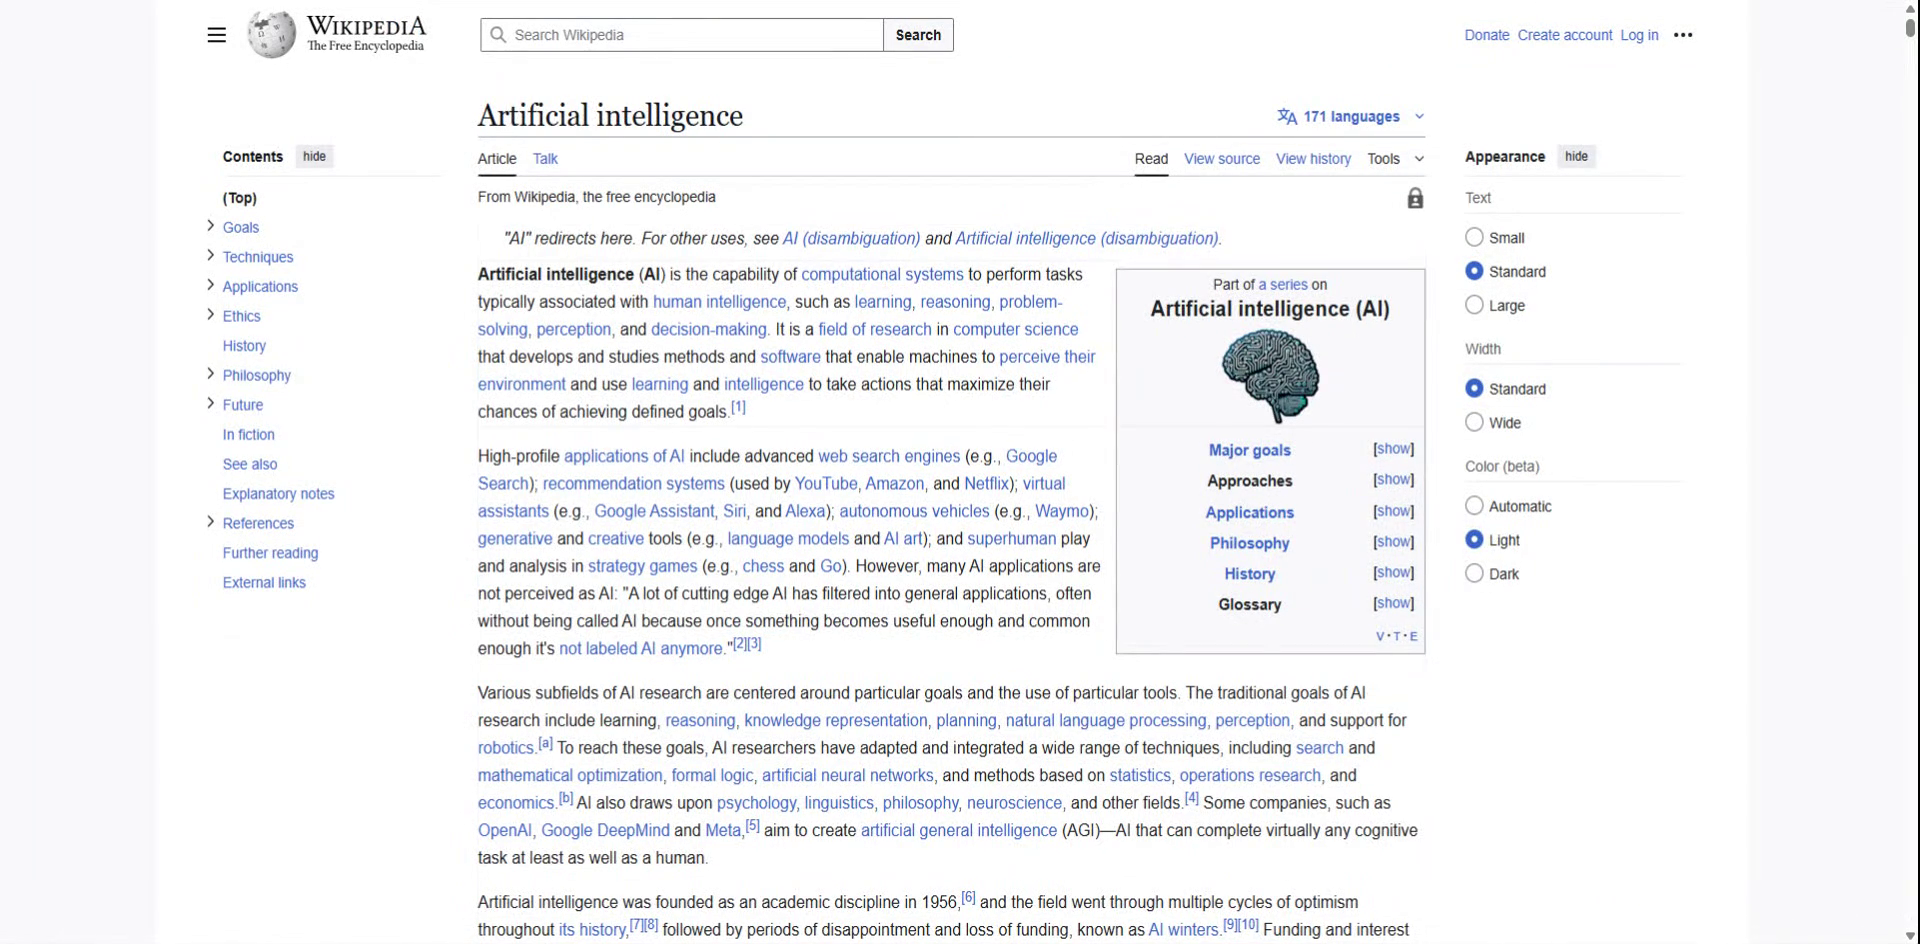 WIKIPEDIA
The Free Encyclopedia
Search Wikipedia
Search
Donate
Create account
Log in
Contents
hide
(Top)
Goals
Techniques
Applications
Ethics
History
Philosophy
Future
In fiction
See also
Explanatory notes
References
Further reading
External links
Artificial intelligence
171 languages
Article
Talk
Read
View source
View history
Tools
From Wikipedia, the free encyclopedia
"AI" redirects here. For other uses, see AI (disambiguation) and Artificial intelligence (disambiguation).
Artificial intelligence (AI) is the capability of computational systems to perform tasks
typically associated with human intelligence, such as learning, reasoning, problem-
solving, perception, and decision-making. It is a field of research in computer science
that develops and studies methods and software that enable machines to perceive their
environment and use learning and intelligence to take actions that maximize their
chances of achieving defined goals.[1]
High-profile applications of AI include advanced web search engines (e.g., Google
Search); recommendation systems (used by YouTube, Amazon, and Netflix); virtual
assistants (e.g., Google Assistant, Siri, and Alexa); autonomous vehicles (e.g., Waymo);
generative and creative tools (e.g., language models and AI art); and superhuman play
and analysis in strategy games (e.g., chess and Go). However, many AI applications are
not perceived as AI: "A lot of cutting edge AI has filtered into general applications, often
without being called AI because once something becomes useful enough and common
enough it's not labeled AI anymore."[2][3]
Part of a series on
Artificial intelligence (AI)
Major goals [show]
Approaches [show]
Applications [show]
Philosophy [show]
History [show]
Glossary [show]
V·T·E
Various subfields of AI research are centered around particular goals and the use of particular tools. The traditional goals of AI
research include learning, reasoning, knowledge representation, planning, natural language processing, perception, and support for
robotics.[a] To reach these goals, AI researchers have adapted and integrated a wide range of techniques, including search and
mathematical optimization, formal logic, artificial neural networks, and methods based on statistics, operations research, and
economics.[b] AI also draws upon psychology, linguistics, philosophy, neuroscience, and other fields.[4] Some companies, such as
OpenAI, Google DeepMind and Meta,[5] aim to create artificial general intelligence (AGI)—AI that can complete virtually any cognitive
task at least as well as a human.
Artificial intelligence was founded as an academic discipline in 1956,[6] and the field went through multiple cycles of optimism
throughout its history,[7][8] followed by periods of disappointment and loss of funding, known as AI winters.[9][10] Funding and interest
Appearance
hide
Text
Small
Standard
Large
Width
Standard
Wide
Color (beta)
Automatic
Light
Dark